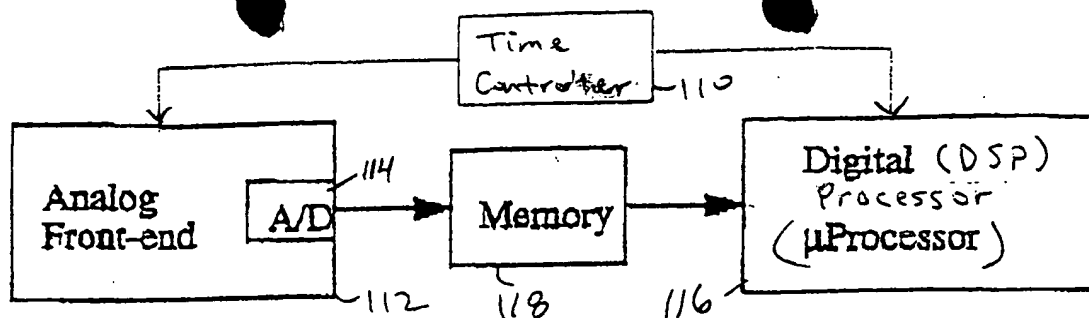 Time
Controller 110
Analog
Front-end
114
A/D
112
Memory
118
Digital (DSP)
Processor
(μProcessor)
116